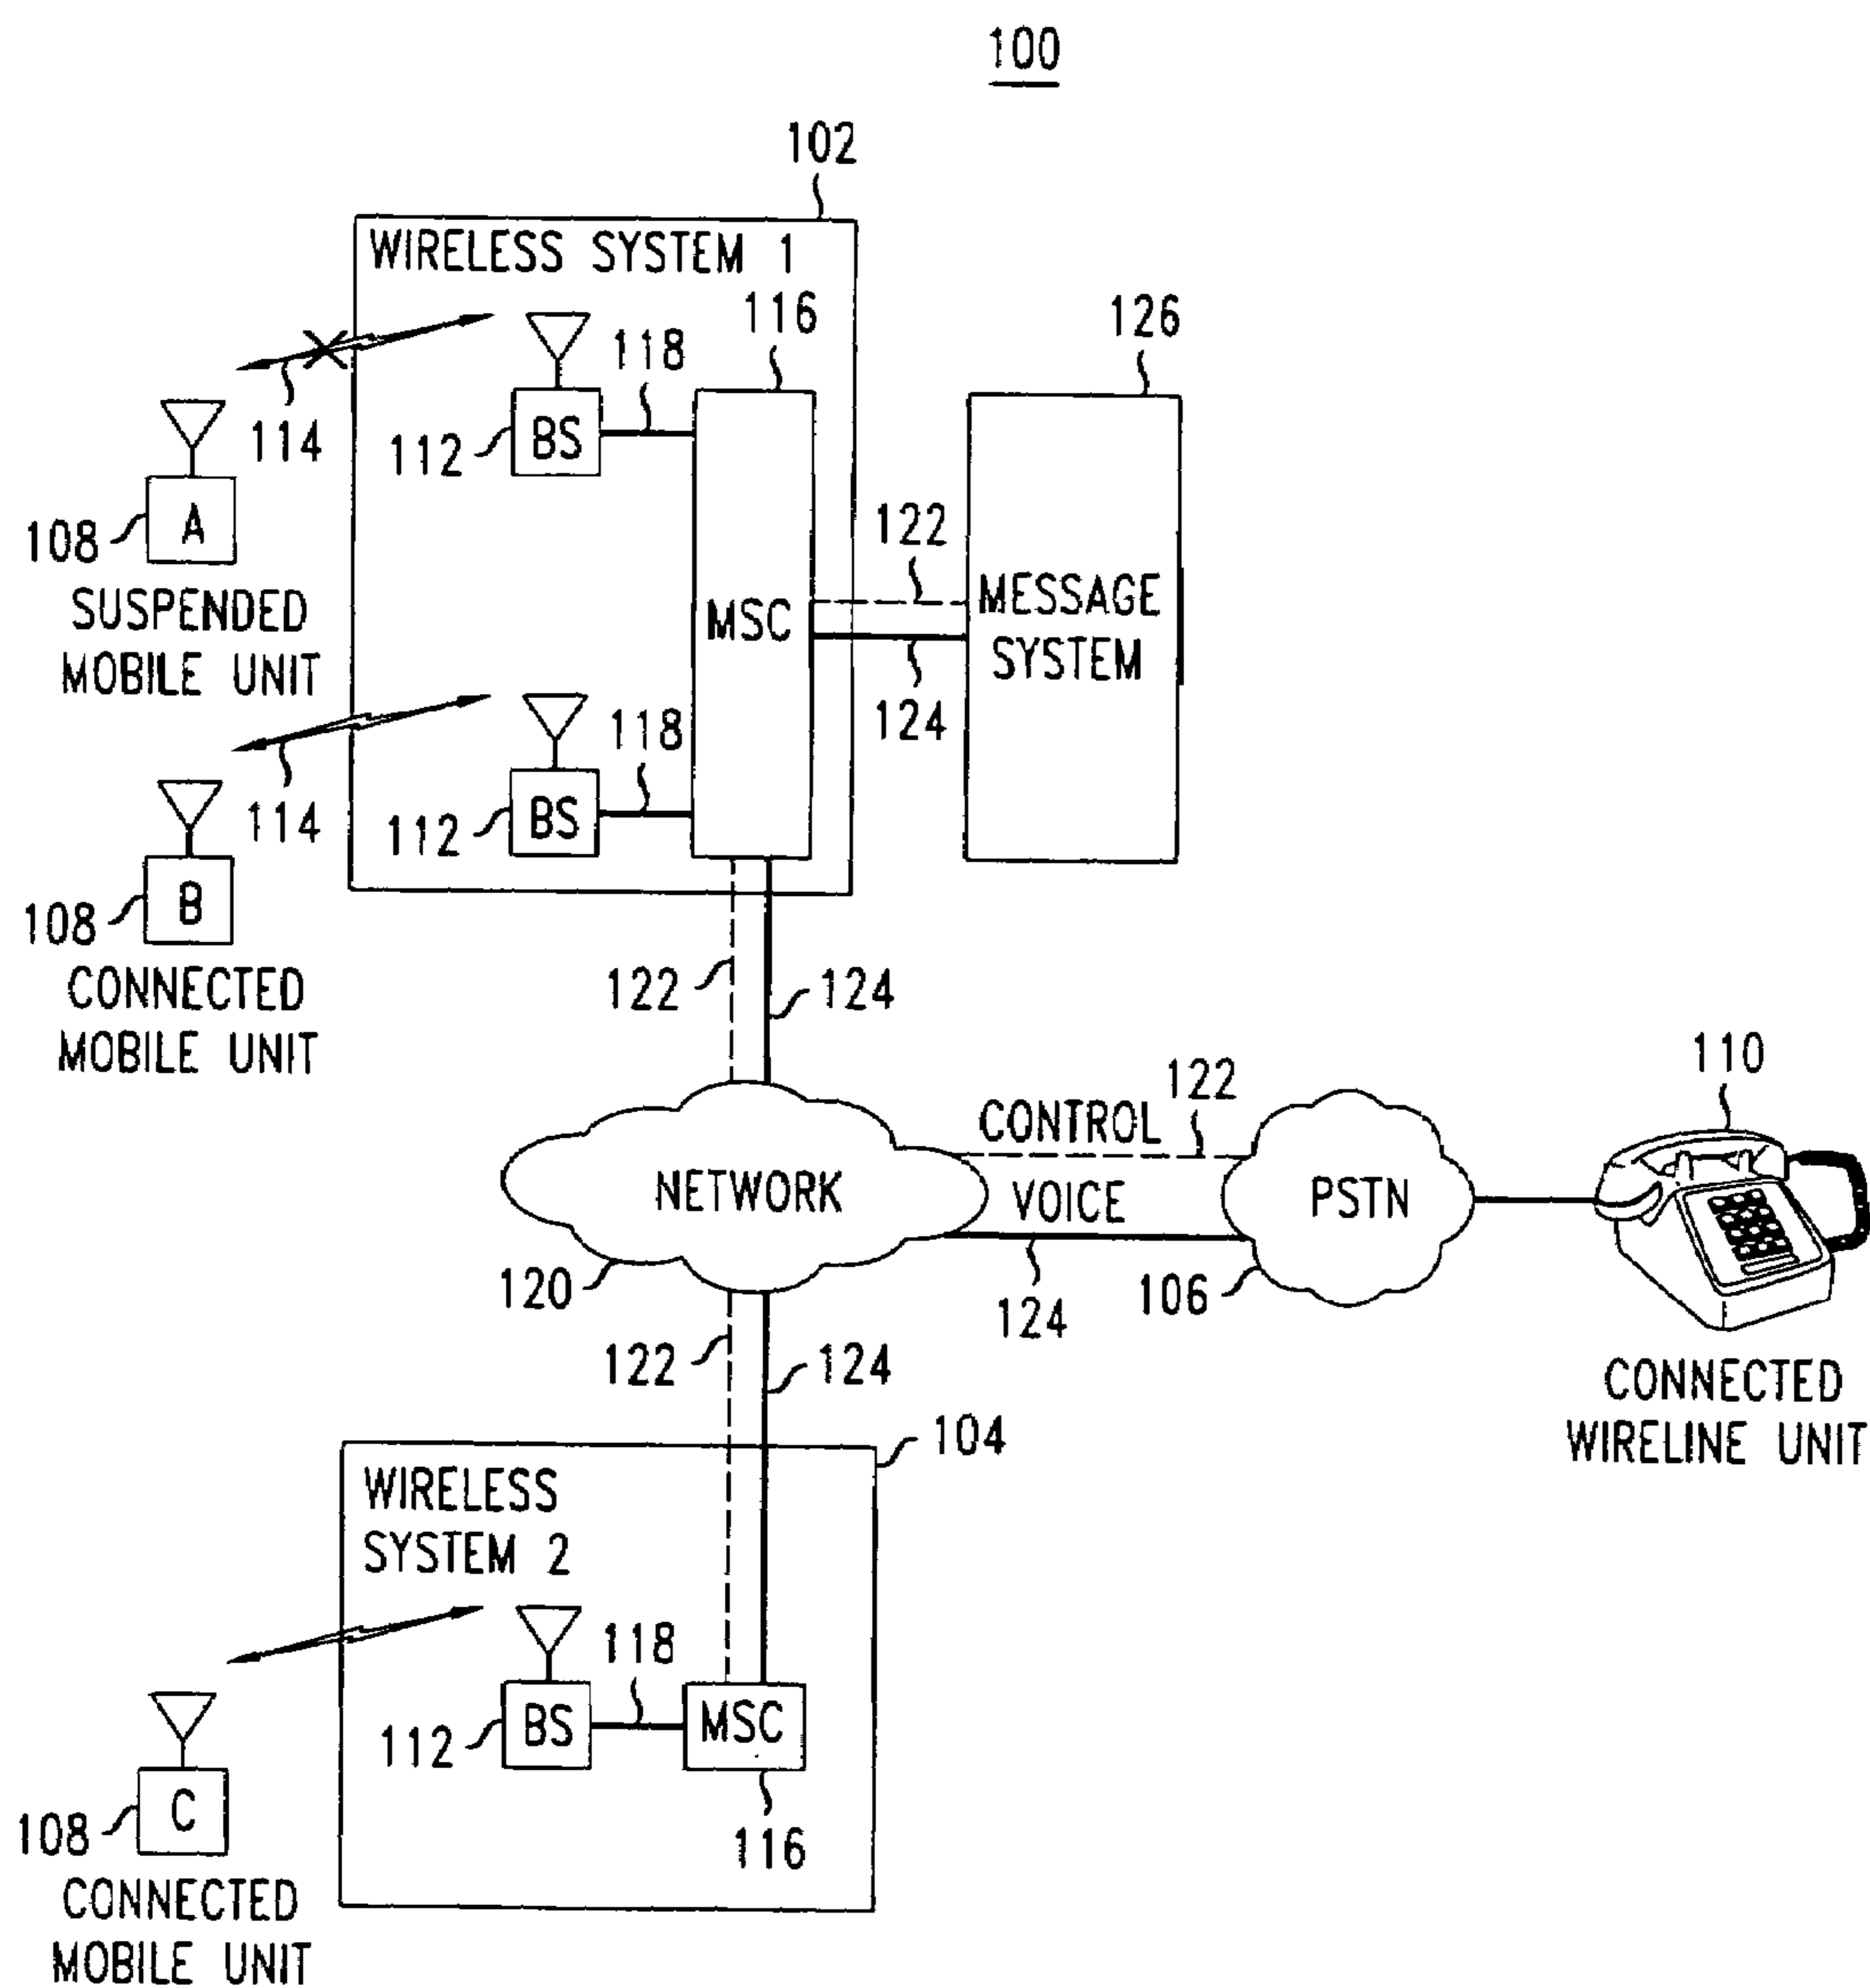 100
102
WIRELESS SYSTEM 1
116
126
118
114
112
BS
A
108
SUSPENDED
MOBILE UNIT
MSC
122
124
MESSAGE
SYSTEM
118
114
112
BS
B
108
CONNECTED
MOBILE UNIT
122
124
NETWORK
120
CONTROL
122
VOICE
124
PSTN
106
110
CONNECTED
WIRELINE UNIT
122
124
104
WIRELESS
SYSTEM 2
118
112
BS
MSC
116
C
108
CONNECTED
MOBILE UNIT